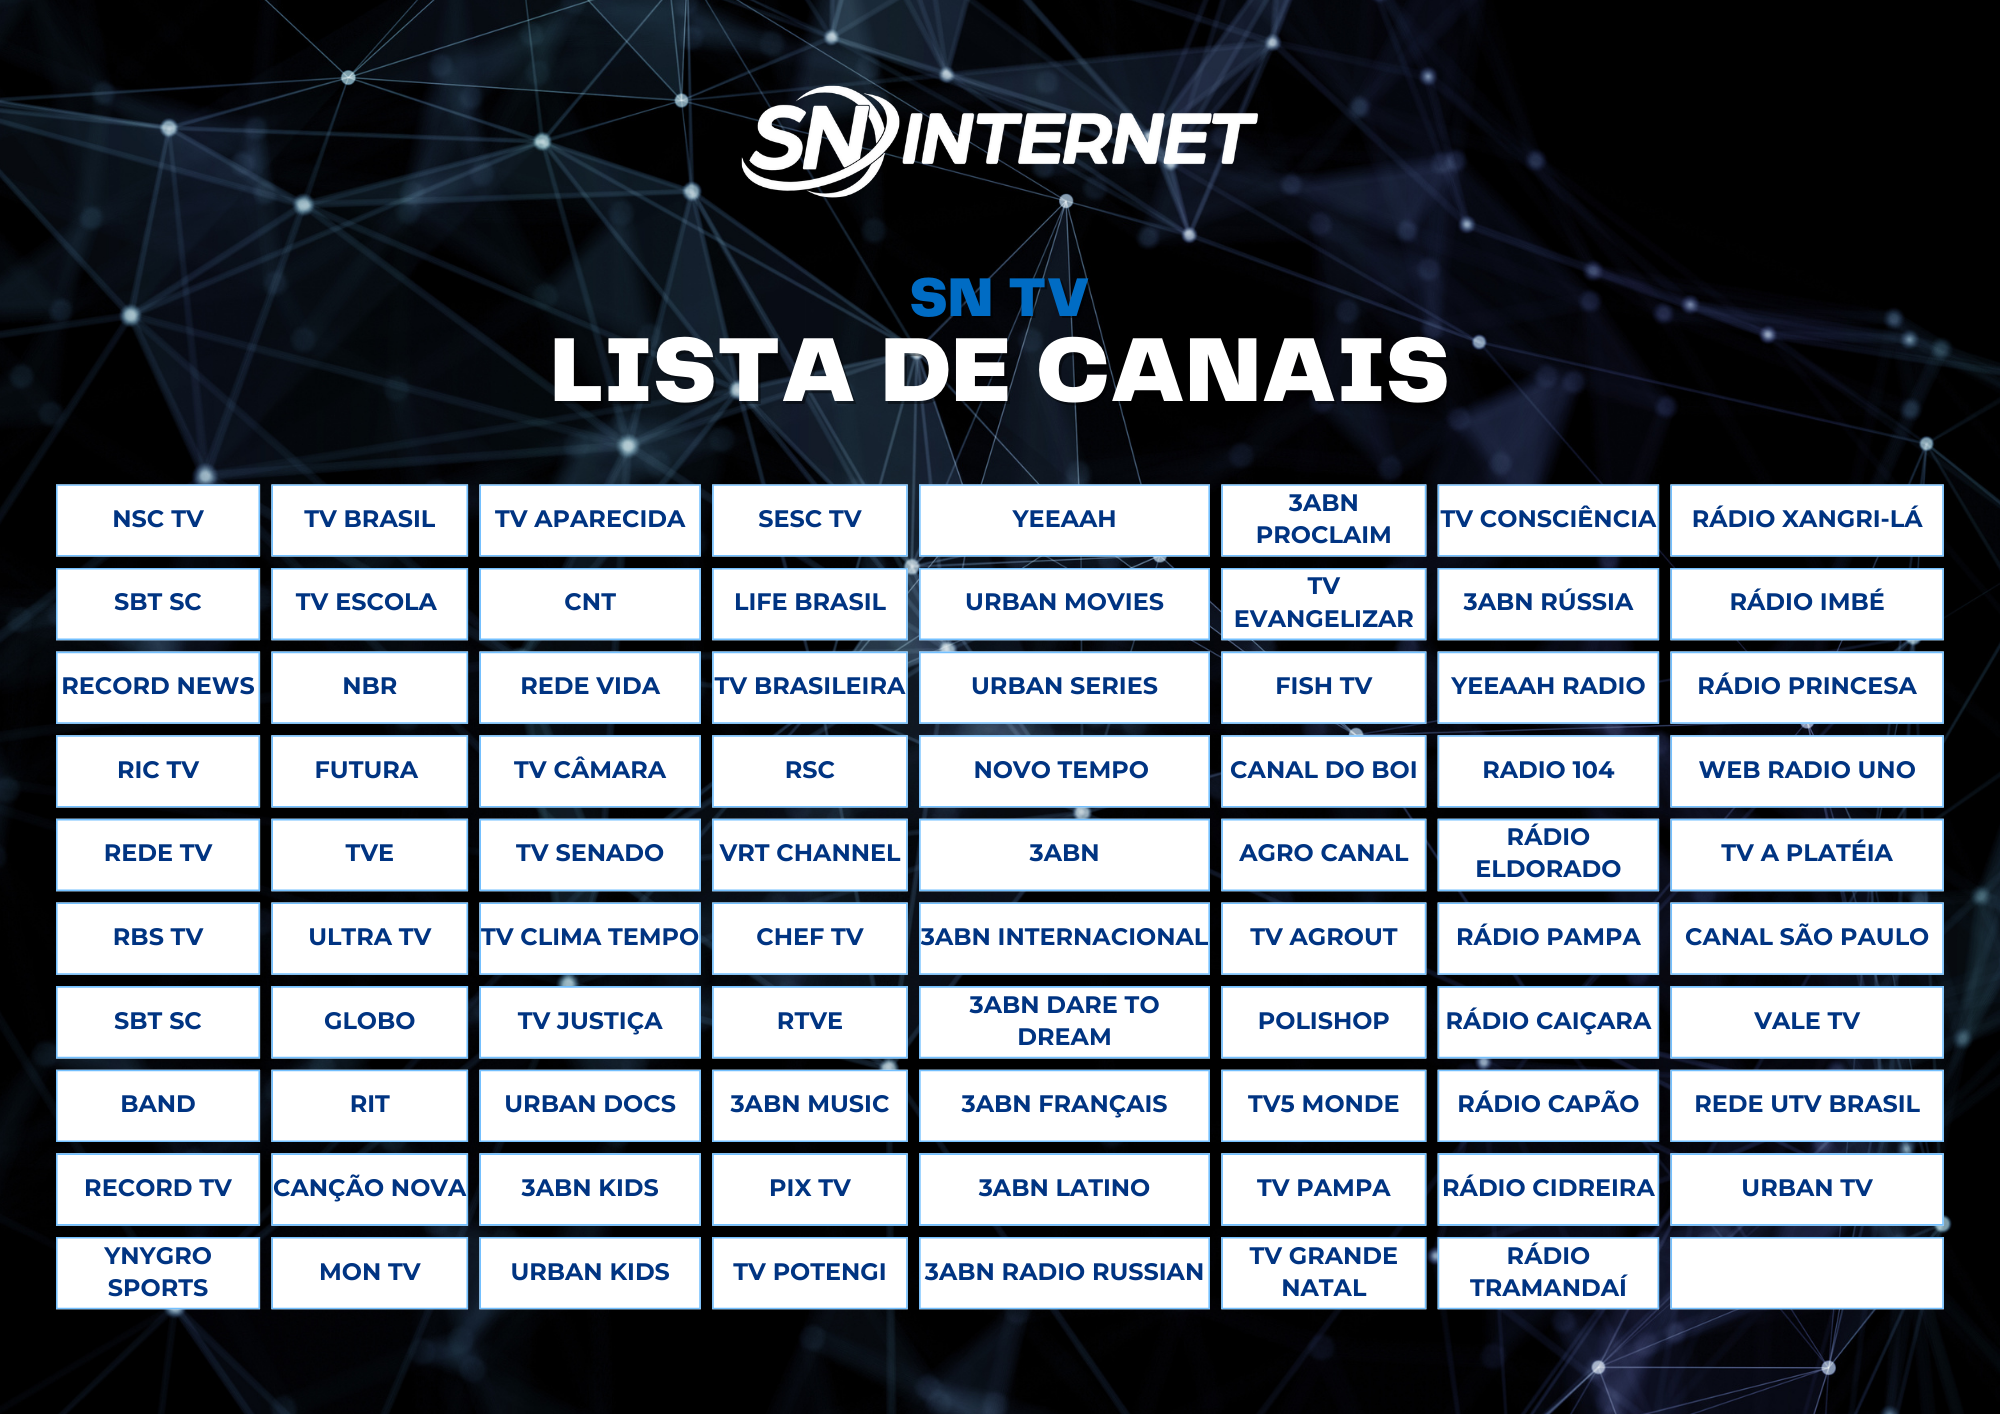 SN INTERNET
SN TV
LISTA DE CANAIS
NSC TV
TV BRASIL
TV APARECIDA
SESC TV
YEEAAH
3ABN
PROCLAIM
TV CONSCIÊNCIA
RÁDIO XANGRI-LÁ
SBT SC
TV ESCOLA
CNT
LIFE BRASIL
URBAN MOVIES
TV
EVANGELIZAR
3ABN RÚSSIA
RÁDIO IMBÉ
RECORD NEWS
NBR
REDE VIDA
TV BRASILEIRA
URBAN SERIES
FISH TV
YEEAAH RADIO
RÁDIO PRINCESA
RIC TV
FUTURA
TV CÂMARA
RSC
NOVO TEMPO
CANAL DO BOI
RADIO 104
WEB RADIO UNO
REDE TV
TVE
TV SENADO
VRT CHANNEL
3ABN
AGRO CANAL
RÁDIO
ELDORADO
TV A PLATÉIA
RBS TV
ULTRA TV
TV CLIMA TEMPO
CHEF TV
3ABN INTERNACIONAL
TV AGROUT
RÁDIO PAMPA
CANAL SÃO PAULO
SBT SC
GLOBO
TV JUSTIÇA
RTVE
3ABN DARE TO
DREAM
POLISHOP
RÁDIO CAIÇARA
VALE TV
BAND
RIT
URBAN DOCS
3ABN MUSIC
3ABN FRANÇAIS
TV5 MONDE
RÁDIO CAPÃO
REDE UTV BRASIL
RECORD TV
CANÇÃO NOVA
3ABN KIDS
PIX TV
3ABN LATINO
TV PAMPA
RÁDIO CIDREIRA
URBAN TV
YNYGRO
SPORTS
MON TV
URBAN KIDS
TV POTENGI
3ABN RADIO RUSSIAN
TV GRANDE
NATAL
RÁDIO
TRAMANDAÍ